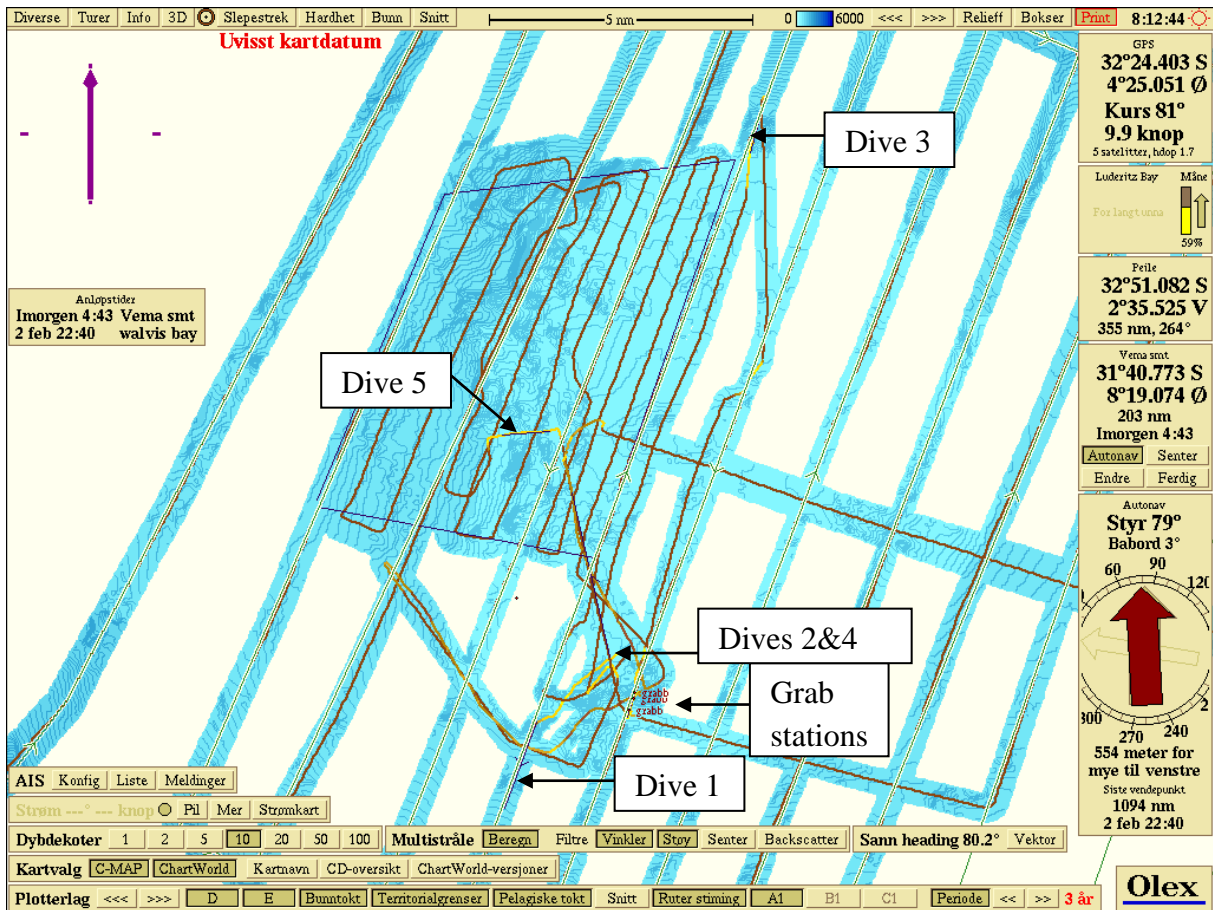 Diverse Turer Info 3D Slepestrek Hardhet Bunn Snitt 5 nm 0 6000 <<< >>> Relieff Bokser Print 8:12:44
Uvisst kartdatum
GPS
32°24.403 S
4°25.051 Ø
Kurs 81°
9.9 knop
5 satelitter, hdop 1.7
Dive 3
Luderitz Bay Måne
For langt unna
59%
Peile
32°51.082 S
2°35.525 V
355 nm, 264°
Anløpstider
Imorgen 4:43 Vema smt
2 feb 22:40 walvis bay
Vema smt
31°40.773 S
8°19.074 Ø
203 nm
Imorgen 4:43
Autonav Senter
Endre Ferdig
Dive 5
Autonav
Styr 79°
Babord 3°
60 90
300 270 240
554 meter for
mye til venstre
Siste vendepunkt
1094 nm
2 feb 22:40
Dives 2&4
grabb
grabb
grabb
Grab
stations
Dive 1
AIS Konfig Liste Meldinger
Strøm ---° --- knop Pil Mer Strømkart
Dybdekoter 1 2 5 10 20 50 100 Multistråle Beregn Filtre Vinkler Støy Senter Backscatter Sann heading 80.2° Vektor
Kartvalg C-MAP ChartWorld Kartnavn CD-oversikt ChartWorld-versjoner
Plotterlag <<< >>> D E Bunntokt Territorialgrenser Pelagiske tokt Snitt Ruter stiming A1 B1 C1 Periode << >> 3 år
Olex